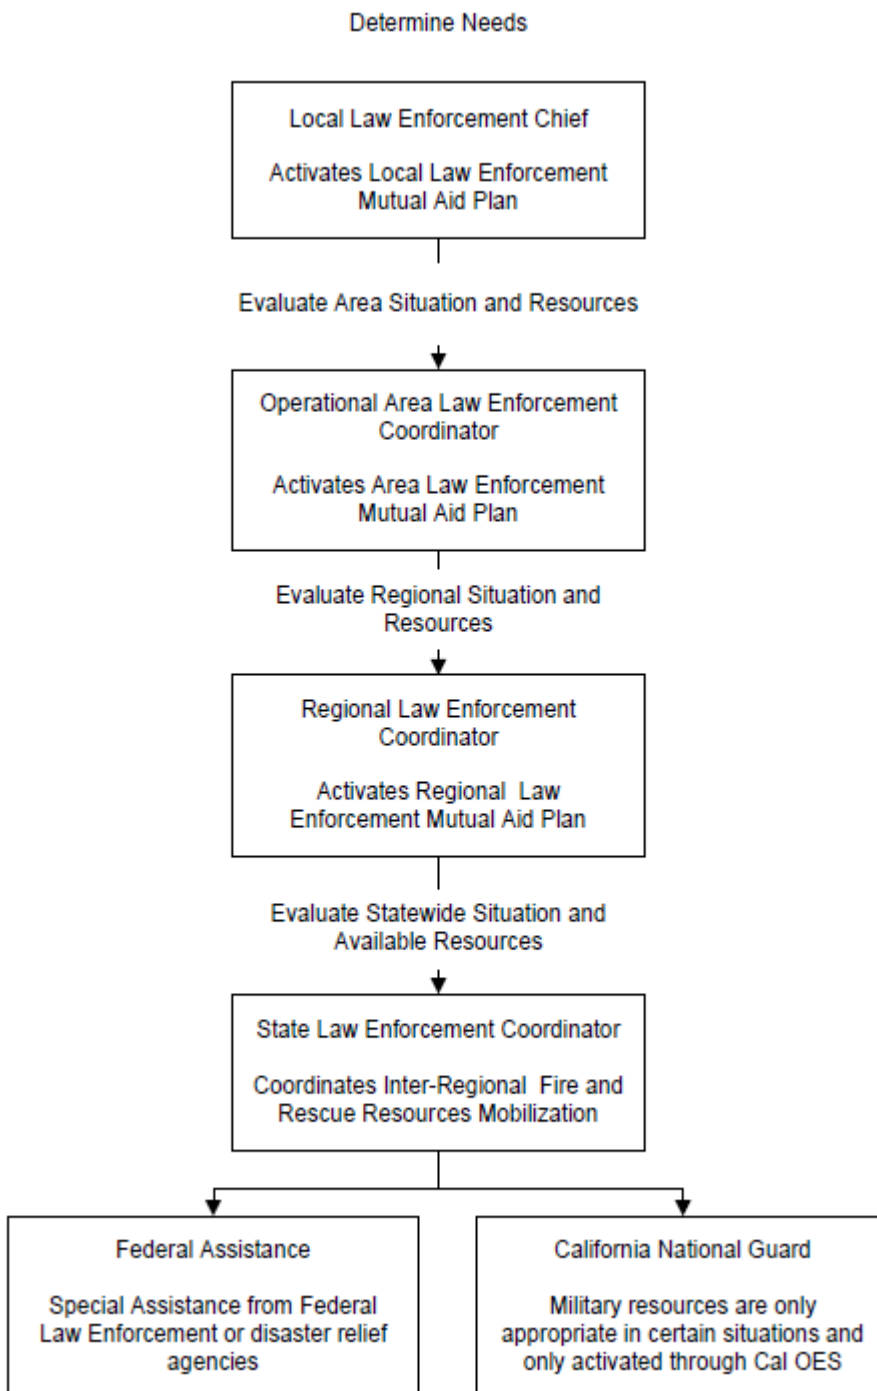 Determine Needs
Local Law Enforcement Chief
Activates Local Law Enforcement
Mutual Aid Plan
Evaluate Area Situation and Resources
Operational Area Law Enforcement
Coordinator
Activates Area Law Enforcement
Mutual Aid Plan
Evaluate Regional Situation and
Resources
Regional Law Enforcement
Coordinator
Activates Regional Law
Enforcement Mutual Aid Plan
Evaluate Statewide Situation and
Available Resources
State Law Enforcement Coordinator
Coordinates Inter-Regional Fire and
Rescue Resources Mobilization
Federal Assistance
Special Assistance from Federal
Law Enforcement or disaster relief
agencies
California National Guard
Military resources are only
appropriate in certain situations and
only activated through Cal OES